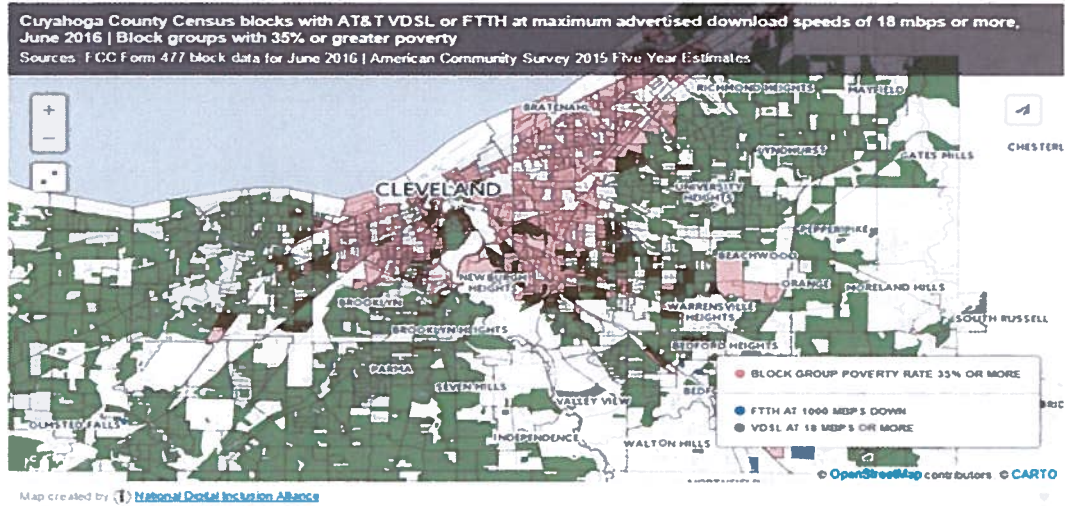 Cuyahoga County Census blocks with AT&T VDSL or FTTH at maximum advertised download speeds of 18 mbps or more,
June 2016 | Block groups with 35% or greater poverty
Sources: FCC Form 477 block data for June 2016 | American Community Survey 2015 Five Year Estimates
+
−
RICHMOND HEIGHTS
MAYFIELD
BRATENAHL
CHESTERL
LYNDHURST
GATES MILLS
CLEVELAND
UNIVERSITY
HEIGHTS
PEPPER PIKE
BEACHWOOD
NEWBURGH
HEIGHTS
ORANGE
MORELAND HILLS
BROOKLYN
WARRENSVILLE
HEIGHTS
SOUTH RUSSELL
BROOKLYN HEIGHTS
BEDFORD HEIGHTS
PARMA
SEVEN HILLS
BEDF
VALLEY VIEW
BLOCK GROUP POVERTY RATE 35% OR MORE
FTTH AT 1000 MBPS DOWN
VDSL AT 18 MBPS OR MORE
OLMSTED FALLS
INDEPENDENCE
WALTON HILLS
NORTHFIELD
© OpenStreetMap contributors © CARTO
Map created by National Digital Inclusion Alliance